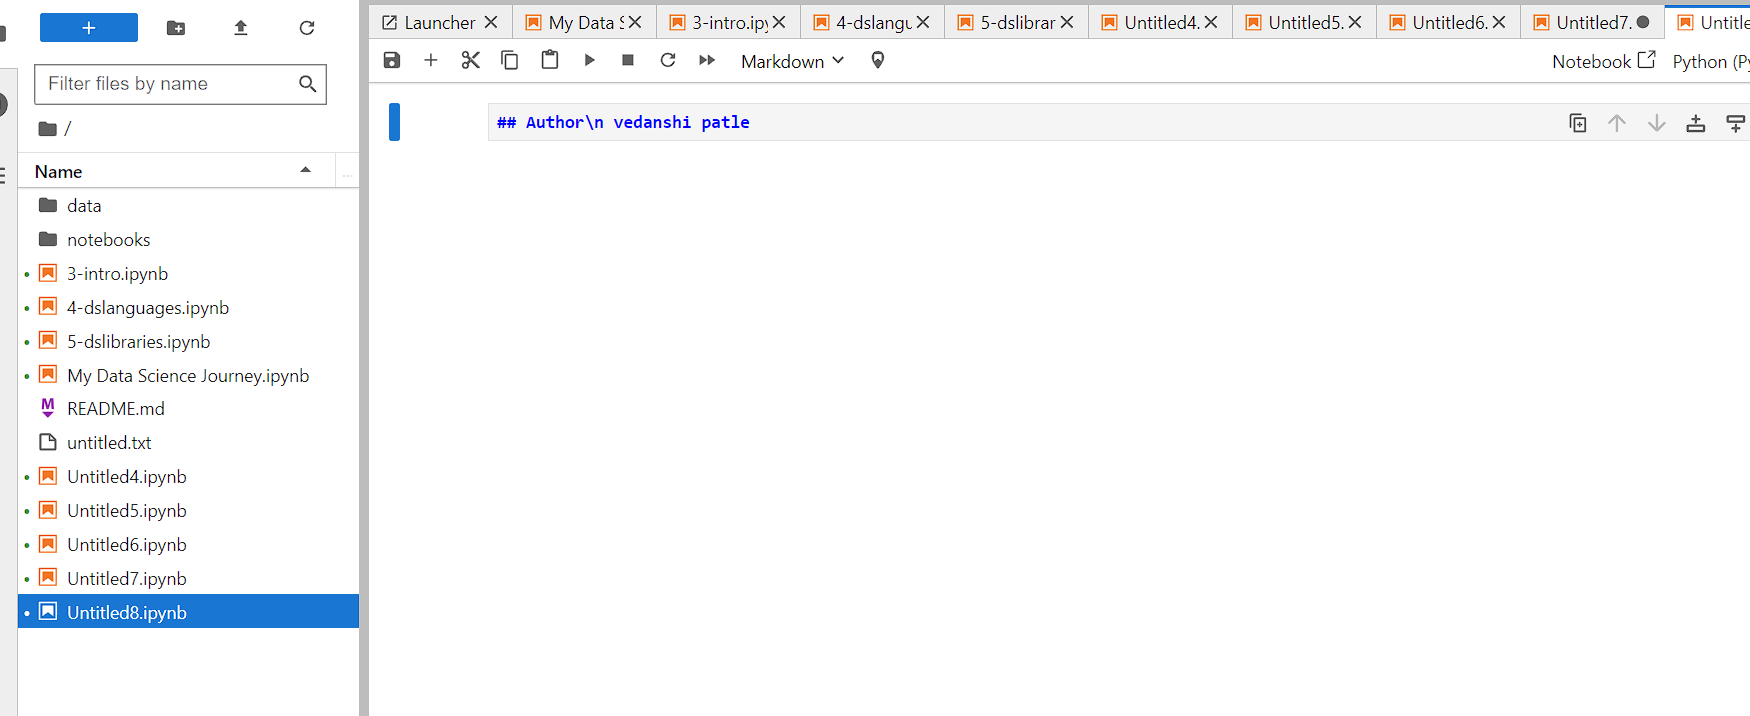 Launcher
My Data S
3-intro.ipy
4-dslangu
5-dslibrar
Untitled4.
Untitled5.
Untitled6.
Untitled7.
Untitle
Markdown
Notebook
Python (Py
Filter files by name
/
Name
...
data
notebooks
3-intro.ipynb
4-dslanguages.ipynb
5-dslibraries.ipynb
My Data Science Journey.ipynb
README.md
untitled.txt
Untitled4.ipynb
Untitled5.ipynb
Untitled6.ipynb
Untitled7.ipynb
Untitled8.ipynb
## Author\n vedanshi patle